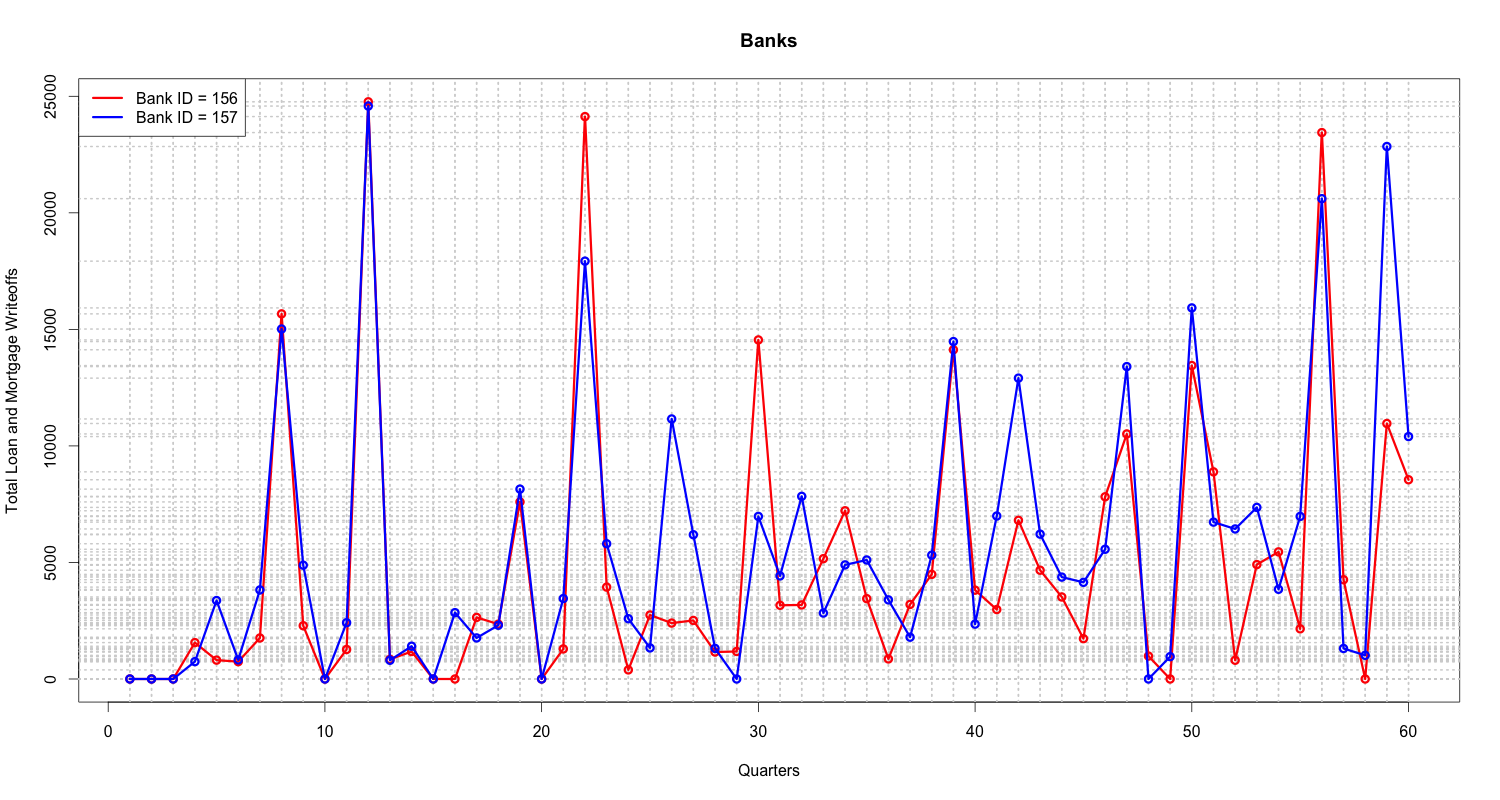 Banks
Bank ID = 156
Bank ID = 157
Total Loan and Mortgage Writeoffs
25000
20000
15000
10000
5000
0
0 10 20 30 40 50 60
Quarters